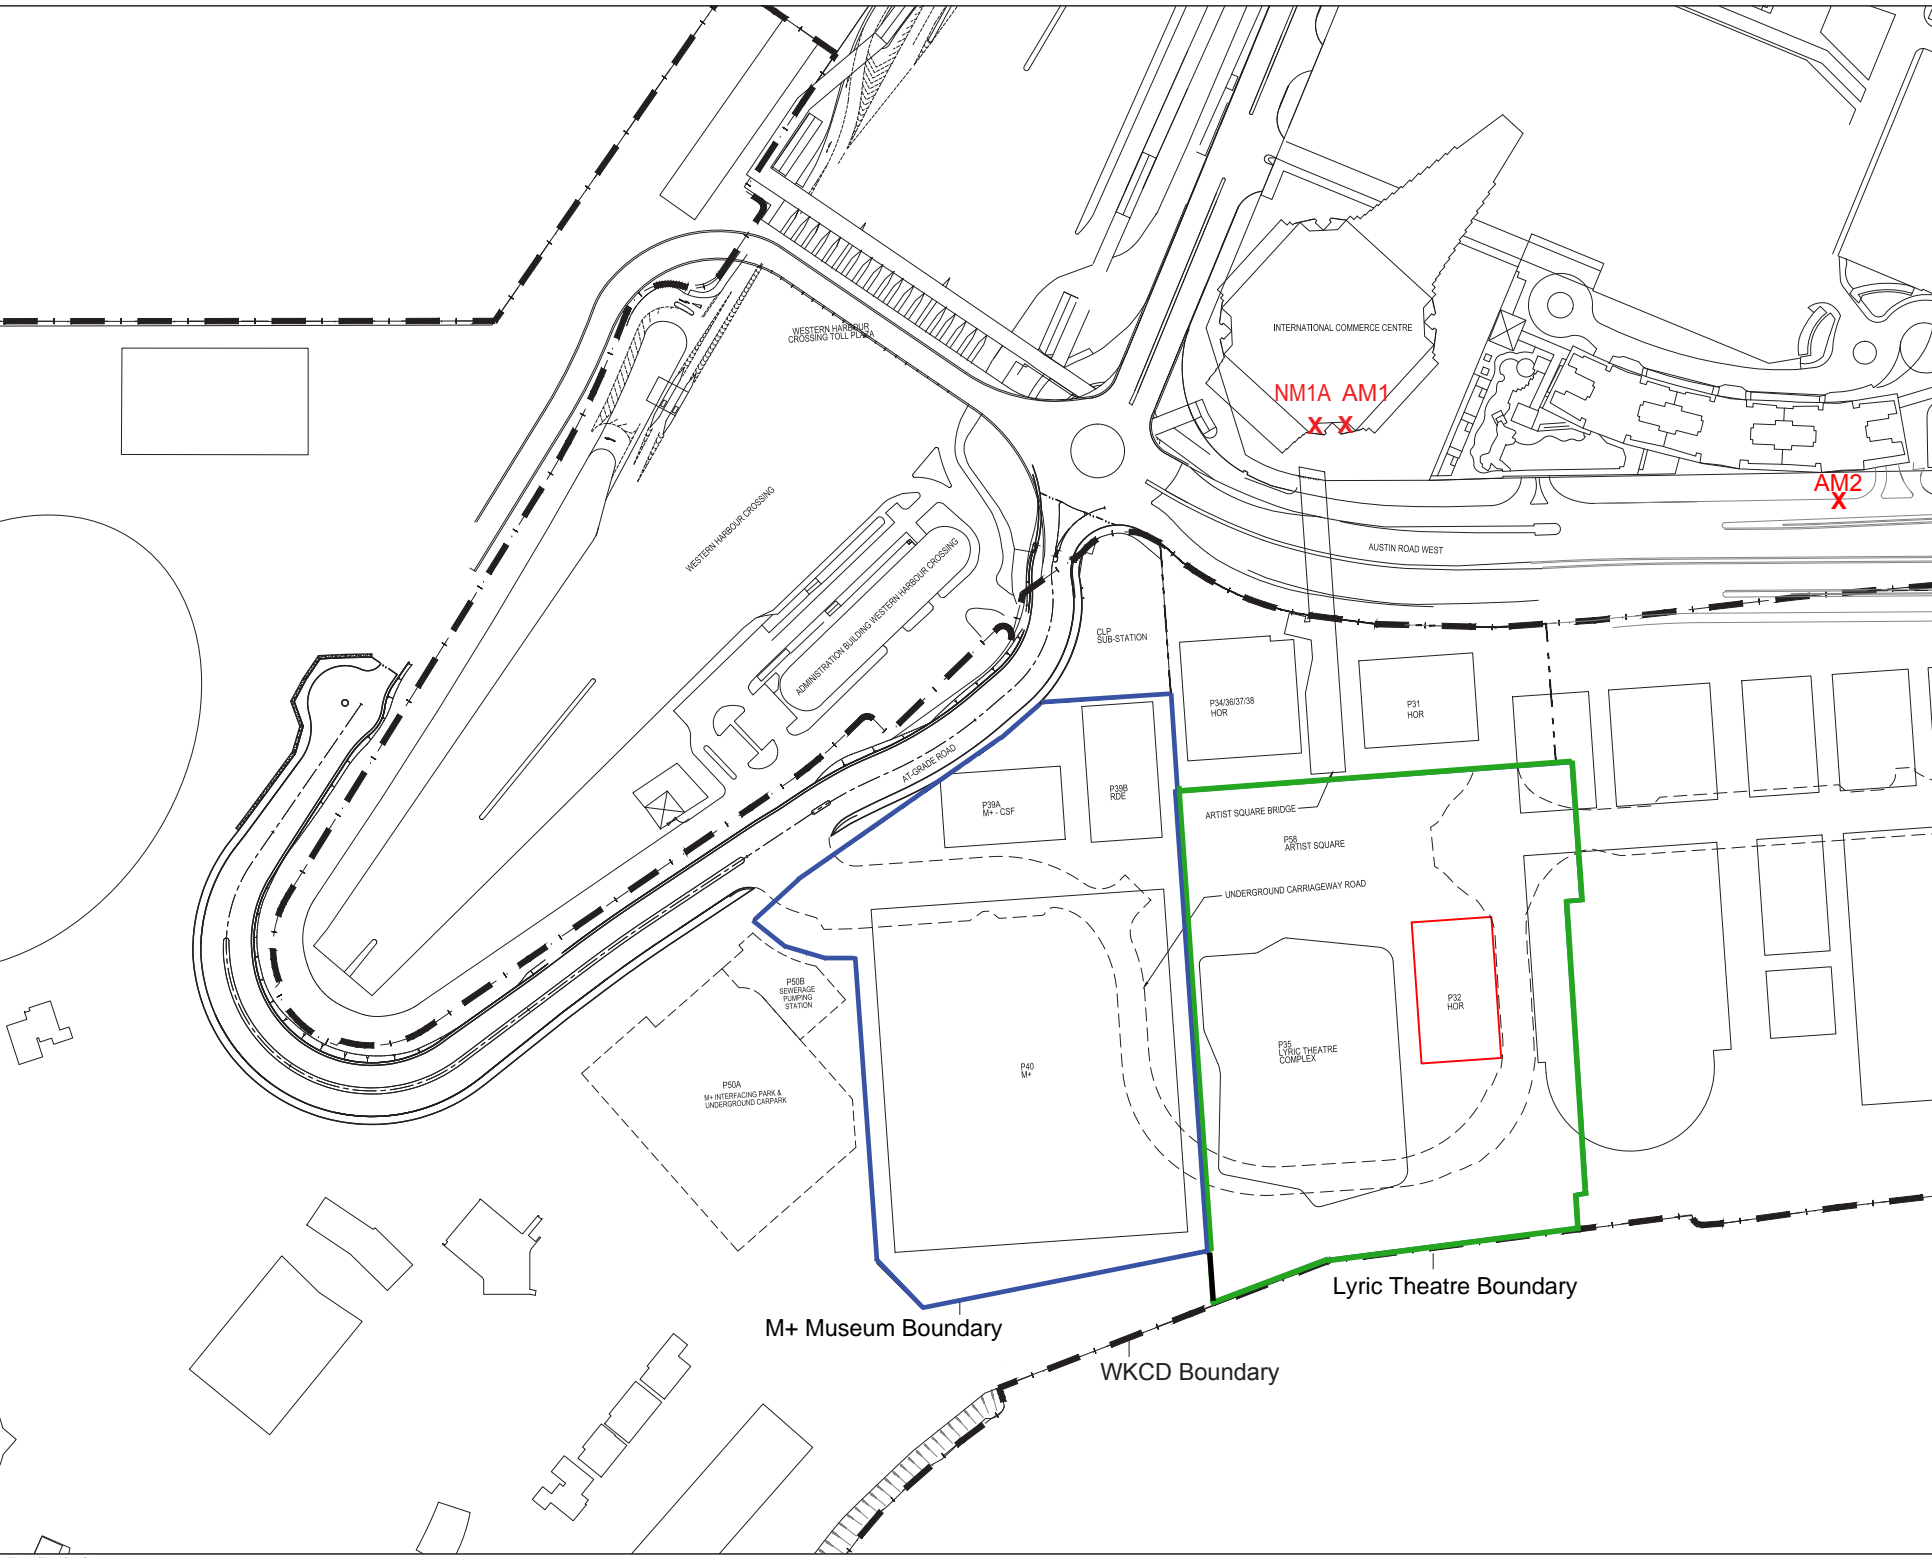 WESTERN HARBOUR
CROSSING TOLL PLAZA
INTERNATIONAL COMMERCE CENTRE
NM1A AM1
X X
AM2
X
WESTERN HARBOUR CROSSING
ADMINISTRATION BUILDING WESTERN HARBOUR CROSSING
AUSTIN ROAD WEST
CLP
SUB-STATION
P34/36/37/38
HOR
P31
HOR
AT-GRADE ROAD
P39A
M+ - CSF
P39B
RDE
ARTIST SQUARE BRIDGE
P58
ARTIST SQUARE
UNDERGROUND CARRIAGEWAY ROAD
P50B
SEWERAGE
PUMPING
STATION
P32
HOR
P35
LYRIC THEATRE
COMPLEX
P40
M+
P50A
M+ INTERFACING PARK &
UNDERGROUND CARPARK
Lyric Theatre Boundary
M+ Museum Boundary
WKCD Boundary